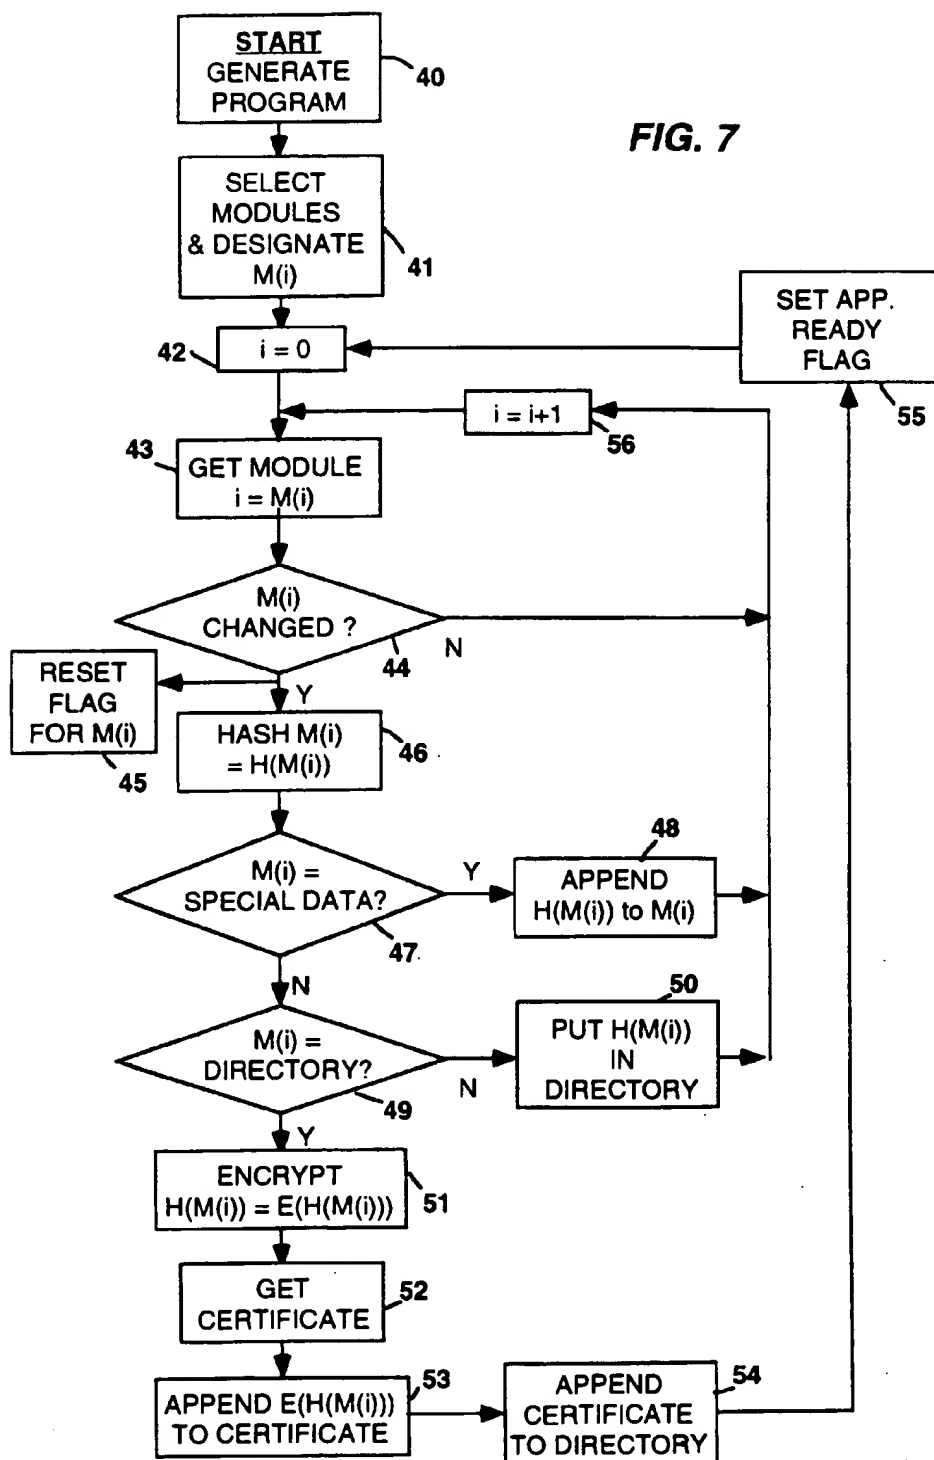 START
GENERATE
PROGRAM
40
FIG. 7
SELECT
MODULES
& DESIGNATE
M(i)
41
SET APP.
READY
FLAG
55
i = 0
42
i = i+1
56
43
GET MODULE
i = M(i)
M(i)
CHANGED ?
44
N
RESET
FLAG
FOR M(i)
45
Y
HASH M(i)
= H(M(i))
46
M(i) =
SPECIAL DATA?
47
Y
48
APPEND
H(M(i)) to M(i)
N
M(i) =
DIRECTORY?
49
N
50
PUT H(M(i))
IN
DIRECTORY
Y
ENCRYPT
H(M(i)) = E(H(M(i)))
51
GET
CERTIFICATE
52
APPEND E(H(M(i)))
TO CERTIFICATE
53
APPEND
CERTIFICATE
TO DIRECTORY
54